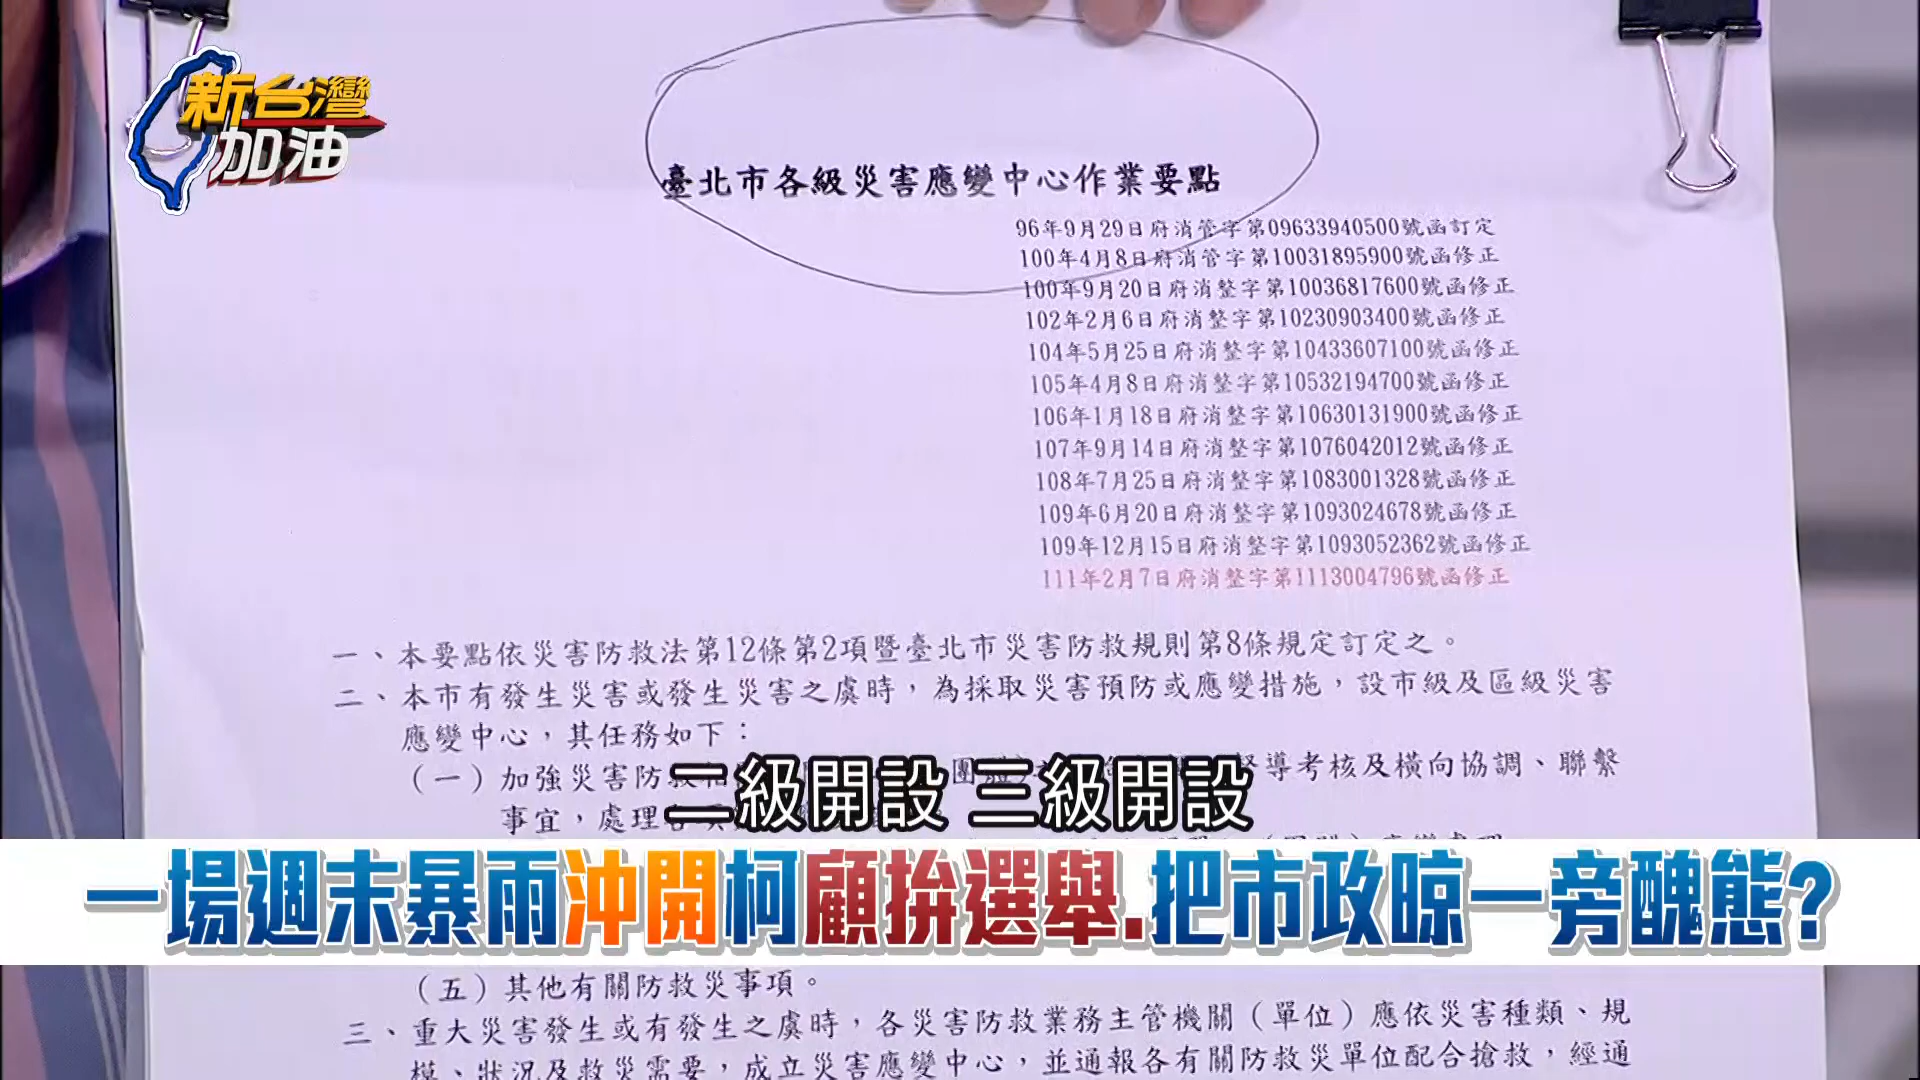 新台灣
加油
臺北市各級災害應變中心作業要點
96年9月29日府消管字第09633940500號函訂定
100年4月8日府消管字第10031895900號函修正
100年9月20日府消整字第10036817600號函修正
102年2月6日府消整字第10230903400號函修正
104年5月25日府消整字第10433607100號函修正
105年4月8日府消整字第10532194700號函修正
106年1月18日府消整字第10630131900號函修正
107年9月14日府消整字第1076042012號函修正
108年7月25日府消整字第1083001328號函修正
109年6月20日府消整字第1093024678號函修正
109年12月15日府消整字第1093052362號函修正
111年2月7日府消整字第1113004796號函修正
一、本要點依災害防救法第12條第2項暨臺北市災害防救規則第8條規定訂定之。
二、本市有發生災害或發生災害之虞時，為採取災害預防或應變措施，設市級及區級災害
應變中心，其任務如下：
（一）加強災害防救相 督導考核及橫向協調、聯繫
事宜，處理各項
二級開設 三級開設
一場週末暴雨沖開柯顧拚選舉.把市政晾一旁醜態?
（五）其他有關防救災事項。
三、重大災害發生或有發生之虞時，各災害防救業務主管機關（單位）應依災害種類、規
模、狀況及救災需要，成立災害應變中心，並通報各有關防救災單位配合搶救，經通